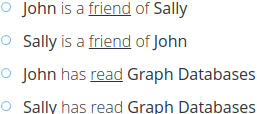 John is a friend of Sally
Sally is a friend of John
John has read Graph Databases
Sally has read Graph Databases